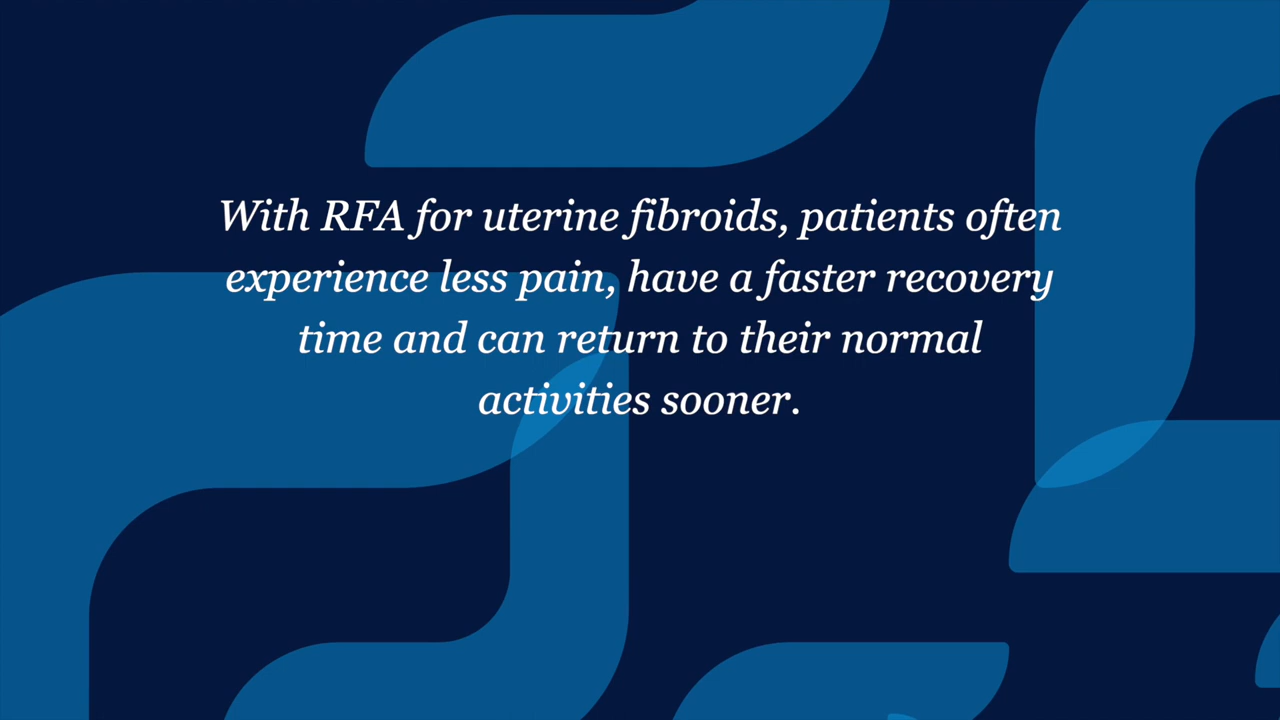 With RFA for uterine fibroids, patients often
experience less pain, have a faster recovery
time and can return to their normal
activities sooner.